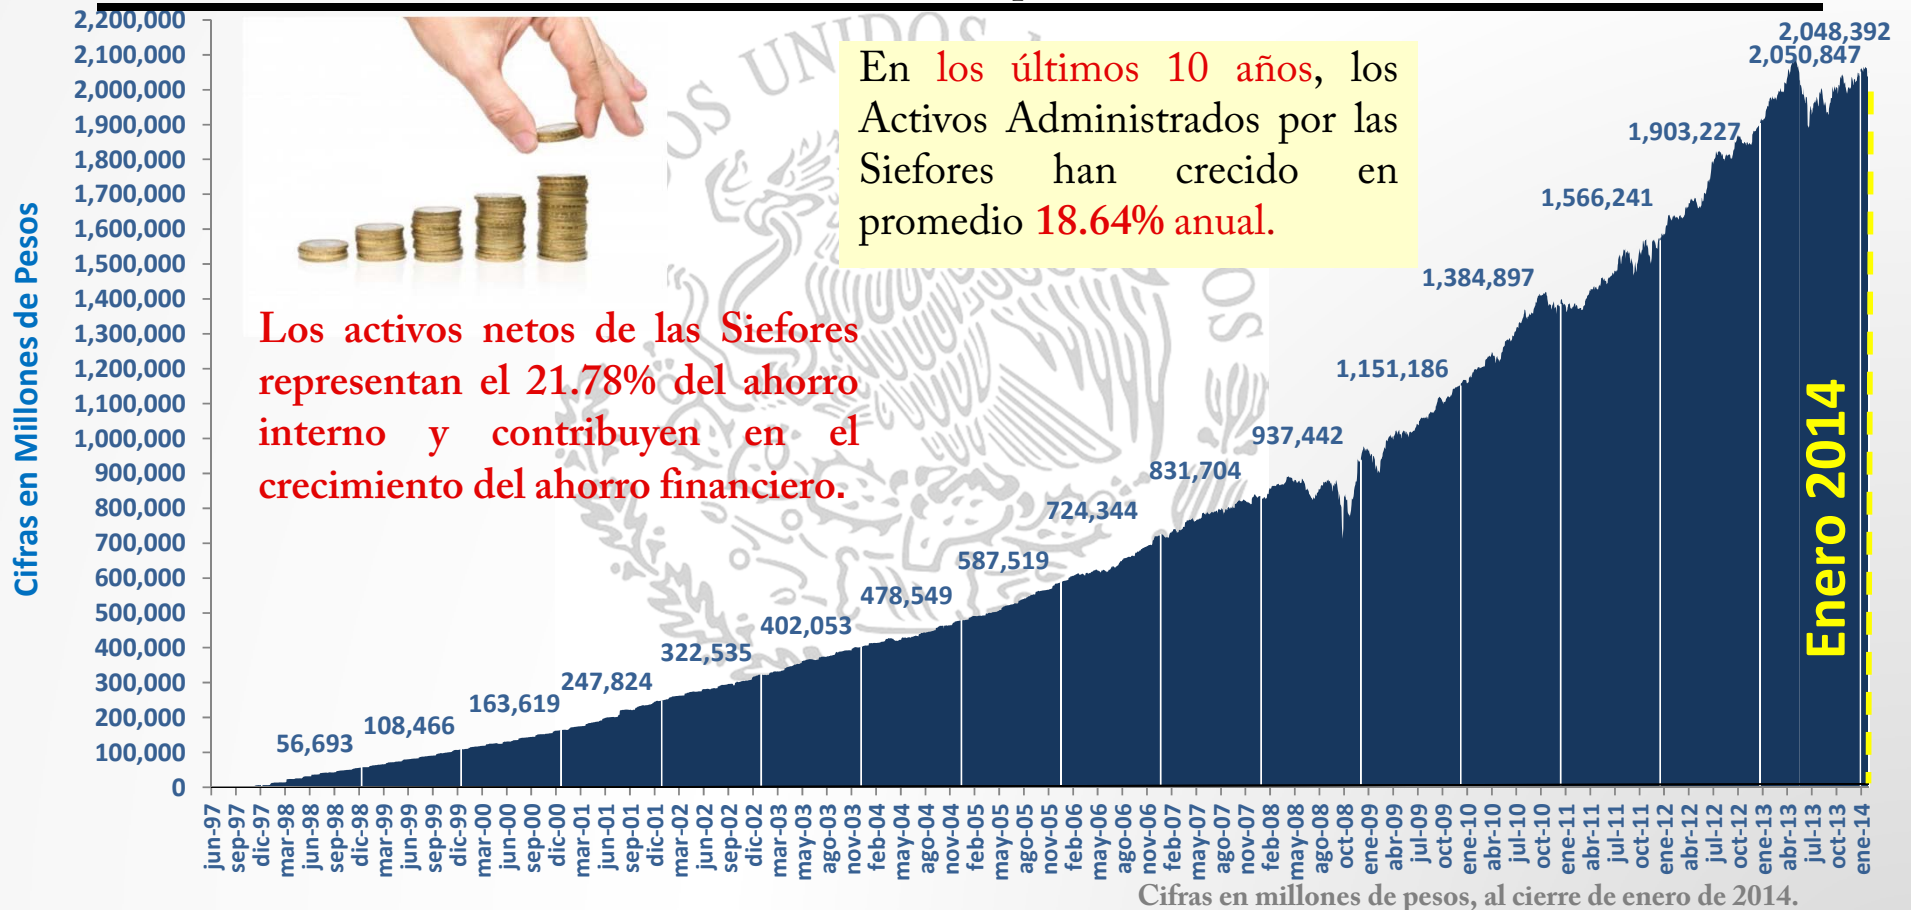 2,200,000
2,100,000
2,000,000
1,900,000
1,800,000
1,700,000
1,600,000
1,500,000
1,400,000
1,300,000
1,200,000
1,100,000
1,000,000
900,000
800,000
700,000
600,000
500,000
400,000
300,000
200,000
100,000
0
Cifras en Millones de Pesos
UNIDOS
OS
En los últimos 10 años, los
Activos Administrados por las
Siefores han crecido en
promedio 18.64% anual.
Los activos netos de las Siefores
representan el 21.78% del ahorro
interno y contribuyen en el
crecimiento del ahorro financiero.
56,693
108,466
163,619
247,824
322,535
402,053
478,549
587,519
724,344
831,704
937,442
1,151,186
1,384,897
1,566,241
1,903,227
2,050,847
2,048,392
Enero 2014
jun-97
sep-97
dic-97
mar-98
jun-98
sep-98
dic-98
mar-99
jun-99
sep-99
dic-99
mar-00
jun-00
sep-00
dic-00
mar-01
jun-01
sep-01
dic-01
mar-02
jun-02
sep-02
dic-02
mar-03
ago-03
nov-03
feb-04
may-04
ago-04
nov-04
feb-05
may-05
ago-05
nov-05
feb-06
may-06
ago-06
nov-06
feb-07
may-07
ago-07
nov-07
feb-08
may-08
ago-08
oct-08
ene-09
abr-09
jul-09
oct-09
ene-10
abr-10
jul-10
oct-10
ene-11
abr-11
jul-11
oct-11
ene-12
abr-12
jul-12
oct-12
ene-13
abr-13
jul-13
oct-13
ene-14
Cifras en millones de pesos, al cierre de enero de 2014.